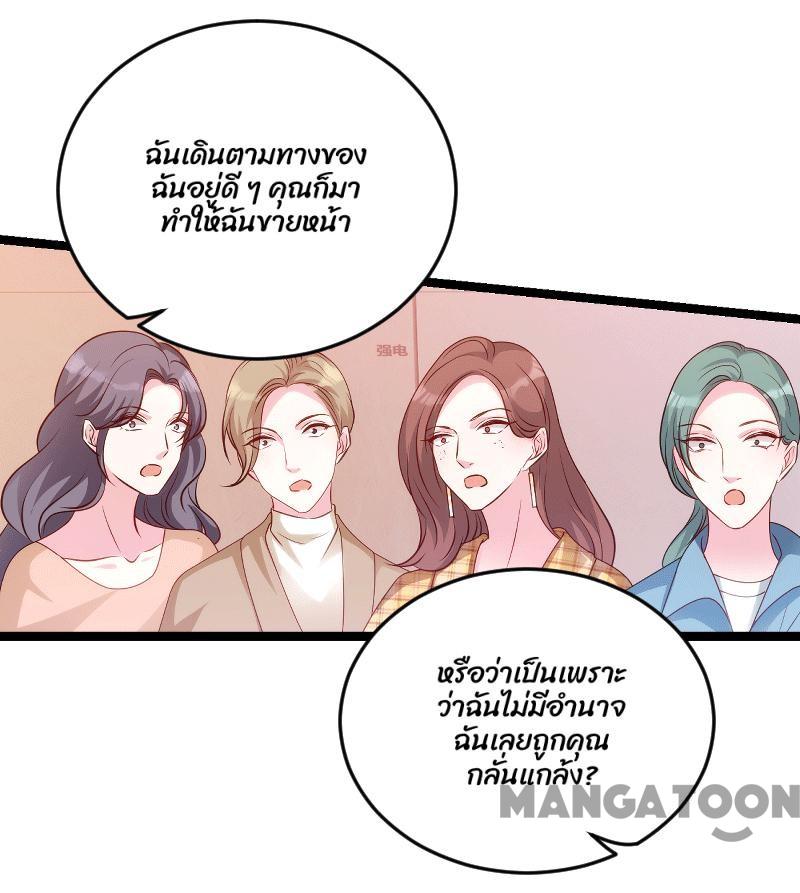 ฉันเดินตามทางของ
ฉันอยู่ดี ๆ คุณก็มา
ทำให้ฉันขายหน้า
强电
หรือว่าเป็นเพราะ
ว่าฉันไม่มีอำนาจ
ฉันเลยถูกคุณ
กลั่นแกล้ง?
MANGATOON